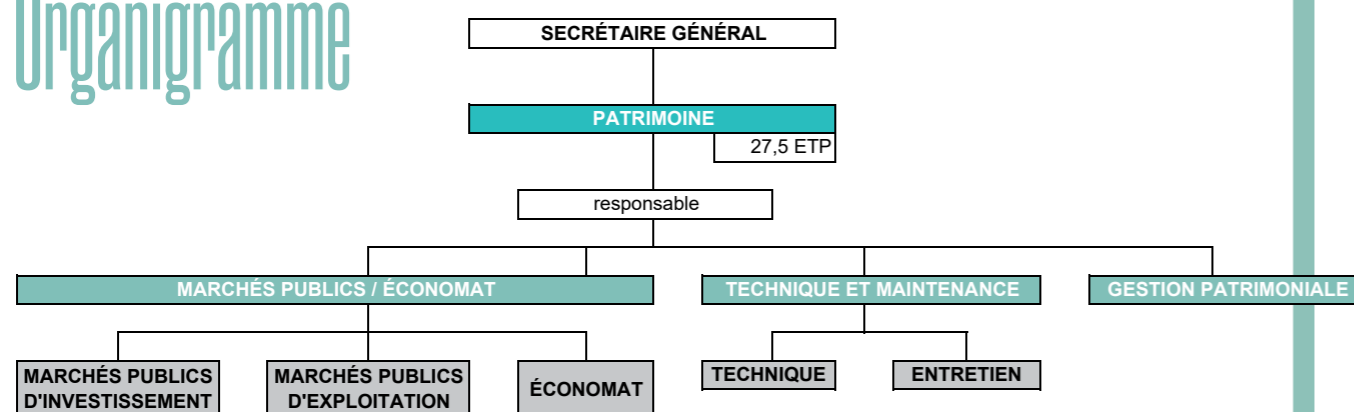 Organigramme
SECRÉTAIRE GÉNÉRAL
PATRIMOINE
27,5 ETP
responsable
MARCHÉS PUBLICS / ÉCONOMAT
TECHNIQUE ET MAINTENANCE
GESTION PATRIMONIALE
MARCHÉS PUBLICS
D'INVESTISSEMENT
MARCHÉS PUBLICS
D'EXPLOITATION
ÉCONOMAT
TECHNIQUE
ENTRETIEN